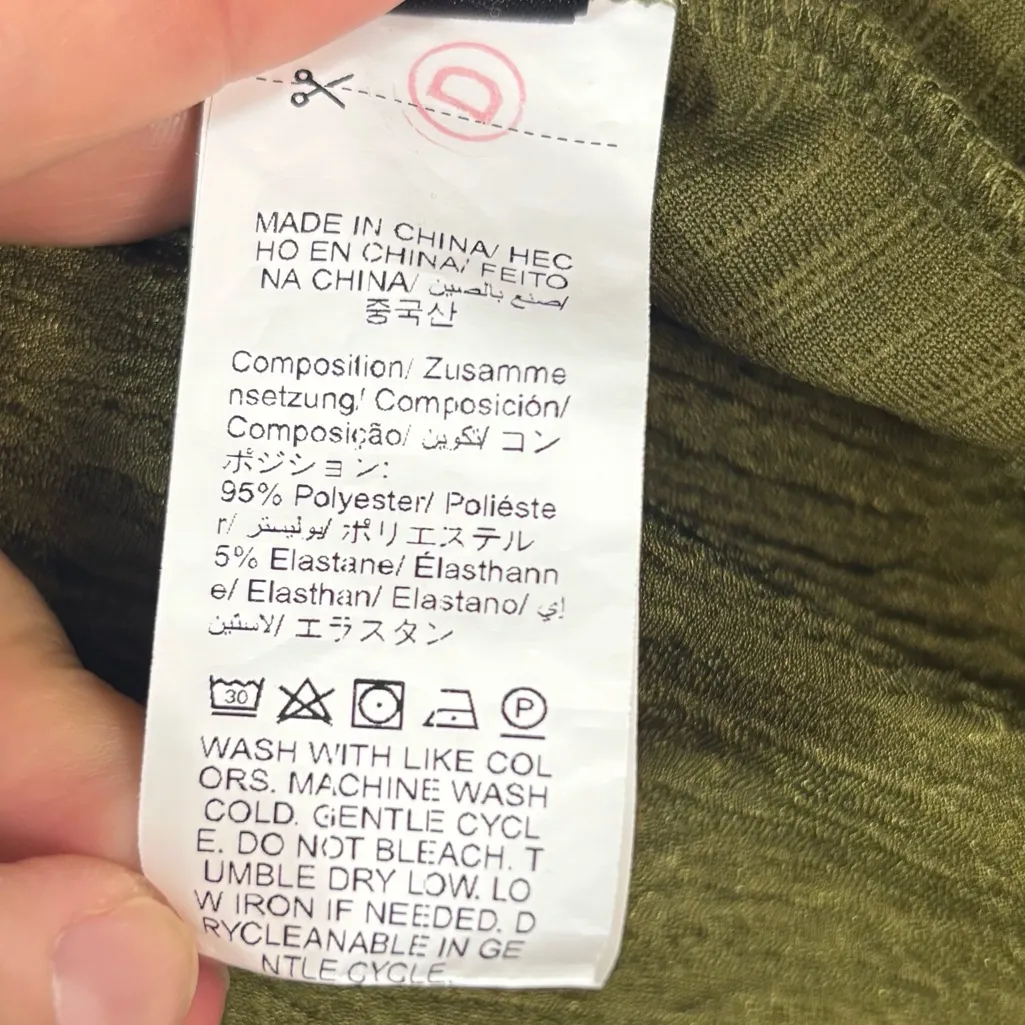 D
MADE IN CHINA/ HEC
HO EN CHINA/ FEITO
NA CHINA/ صنع بالصين/
중국산
Composition/ Zusamme
nsetzung/ Composición/
Composição/ تكوين/ コン
ポジション:
95% Polyester/ Poliéste
r/ بوليستر/ ポリエステル
5% Elastane/ Élasthann
e/ Elasthan/ Elastano/ إي
لاستين/ エラスタン
30 P
WASH WITH LIKE COL
ORS. MACHINE WASH
COLD. GENTLE CYCL
E. DO NOT BLEACH. T
UMBLE DRY LOW. LO
W IRON IF NEEDED. D
RYCLEANABLE IN GE
NTLE CYCLE.